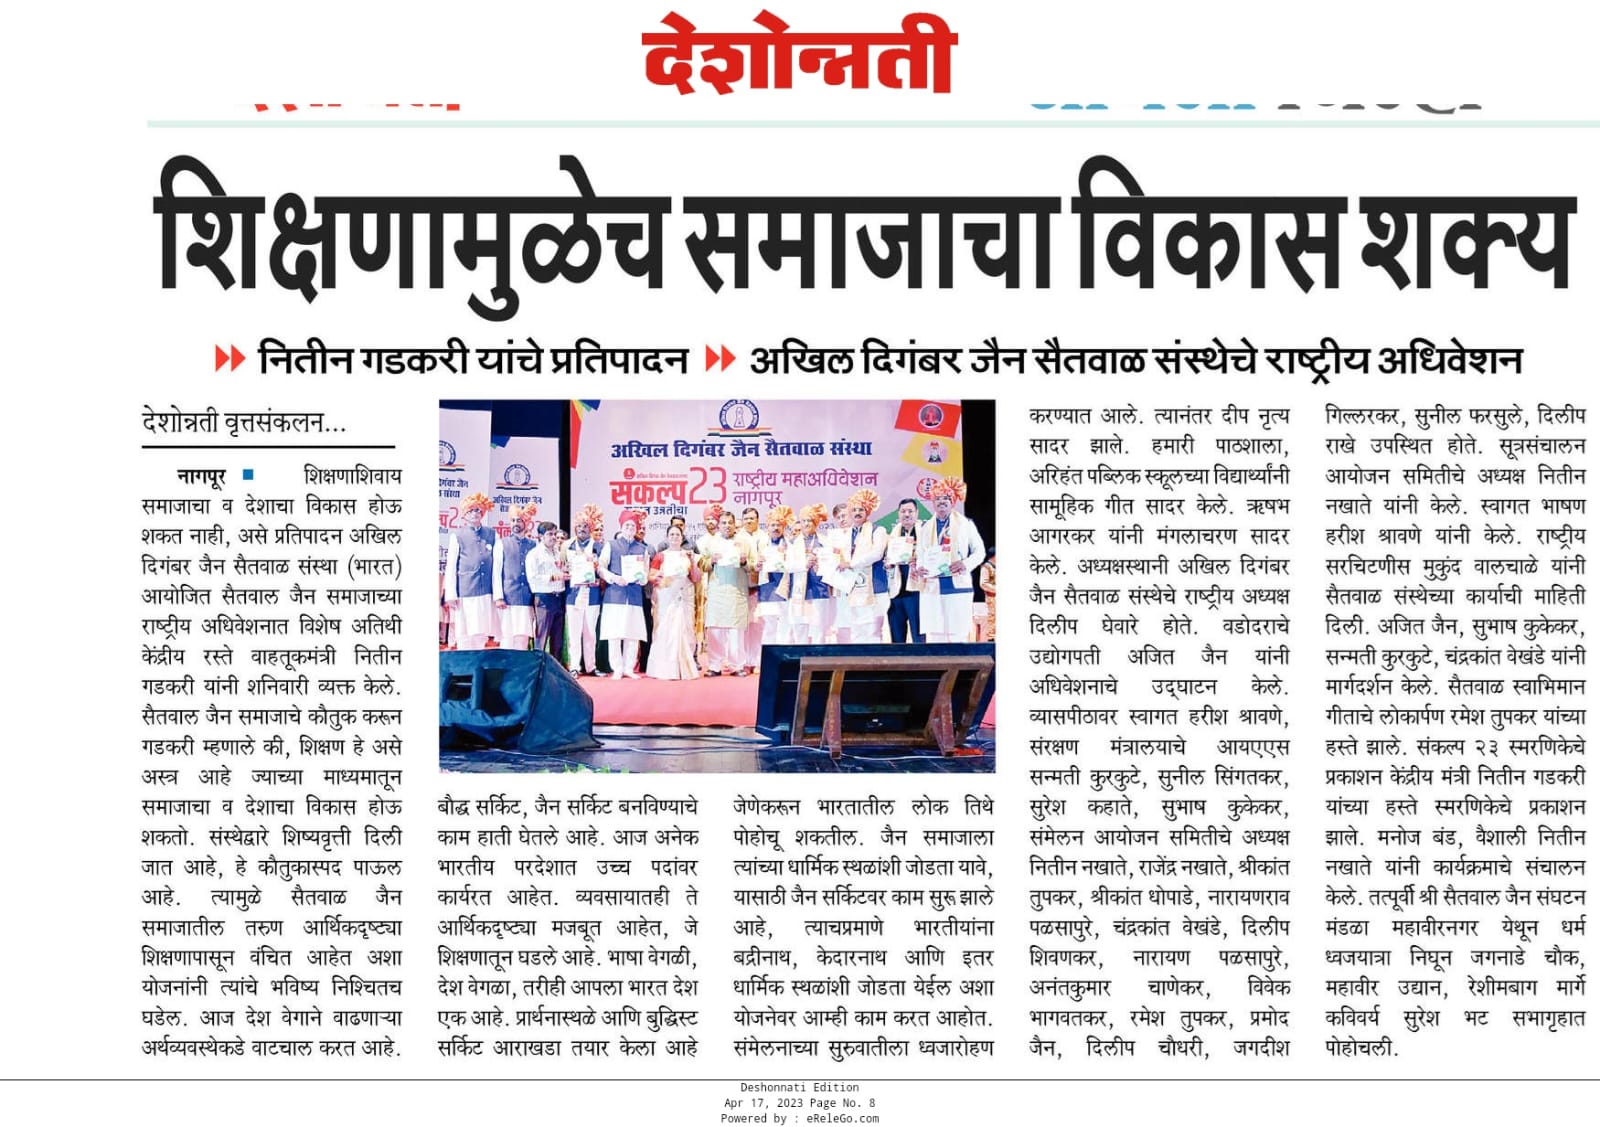 देशोन्नती
शिक्षणामुळेच समाजाचा विकास शक्य
नितीन गडकरी यांचे प्रतिपादन अखिल दिगंबर जैन सैतवाळ संस्थेचे राष्ट्रीय अधिवेशन
देशोन्नती वृत्तसंकलन...
नागपूर ■ शिक्षणाशिवाय
समाजाचा व देशाचा विकास होऊ
शकत नाही, असे प्रतिपादन अखिल
दिगंबर जैन सैतवाळ संस्था (भारत)
आयोजित सैतवाल जैन समाजाच्या
राष्ट्रीय अधिवेशनात विशेष अतिथी
केंद्रीय रस्ते वाहतूकमंत्री नितीन
गडकरी यांनी शनिवारी व्यक्त केले.
सैतवाल जैन समाजाचे कौतुक करून
गडकरी म्हणाले की, शिक्षण हे असे
अस्त्र आहे ज्याच्या माध्यमातून
समाजाचा व देशाचा विकास होऊ
शकतो. संस्थेद्वारे शिष्यवृत्ती दिली
जात आहे, हे कौतुकास्पद पाऊल
आहे. त्यामुळे सैतवाळ जैन
समाजातील तरुण आर्थिकदृष्ट्या
शिक्षणापासून वंचित आहेत अशा
योजनांनी त्यांचे भविष्य निश्चितच
घडेल. आज देश वेगाने वाढणाऱ्या
अर्थव्यवस्थेकडे वाटचाल करत आहे.
अखिल दिगंबर जैन सैतवाळ संस्था
संकल्प 23 राष्ट्रीय महाअधिवेशन
नागपूर
बौद्ध सर्किट, जैन सर्किट बनविण्याचे
काम हाती घेतले आहे. आज अनेक
भारतीय परदेशात उच्च पदांवर
कार्यरत आहेत. व्यवसायातही ते
आर्थिकदृष्ट्या मजबूत आहेत, जे
शिक्षणातून घडले आहे. भाषा वेगळी,
देश वेगळा, तरीही आपला भारत देश
एक आहे. प्रार्थनास्थळे आणि बुद्धिस्ट
सर्किट आराखडा तयार केला आहे
जेणेकरून भारतातील लोक तिथे
पोहोचू शकतील. जैन समाजाला
त्यांच्या धार्मिक स्थळांशी जोडता यावे,
यासाठी जैन सर्किटवर काम सुरू झाले
आहे, त्याचप्रमाणे भारतीयांना
बद्रीनाथ, केदारनाथ आणि इतर
धार्मिक स्थळांशी जोडता येईल अशा
योजनेवर आम्ही काम करत आहोत.
संमेलनाच्या सुरुवातीला ध्वजारोहण
करण्यात आले. त्यानंतर दीप नृत्य
सादर झाले. हमारी पाठशाला,
अरिहंत पब्लिक स्कूलच्या विद्यार्थ्यांनी
सामूहिक गीत सादर केले. ऋषभ
आगरकर यांनी मंगलाचरण सादर
केले. अध्यक्षस्थानी अखिल दिगंबर
जैन सैतवाळ संस्थेचे राष्ट्रीय अध्यक्ष
दिलीप घेवारे होते. वडोदराचे
उद्योगपती अजित जैन यांनी
अधिवेशनाचे उद्घाटन केले.
व्यासपीठावर स्वागत हरीश श्रावणे,
संरक्षण मंत्रालयाचे आयएएस
सन्मती कुरकुटे, सुनील सिंगतकर,
सुरेश कहाते, सुभाष कुकेकर,
संमेलन आयोजन समितीचे अध्यक्ष
नितीन नखाते, राजेंद्र नखाते, श्रीकांत
तुपकर, श्रीकांत धोपाडे, नारायणराव
पळसापुरे, चंद्रकांत वेखंडे, दिलीप
शिवणकर, नारायण पळसापुरे,
अनंतकुमार चाणेकर, विवेक
भागवतकर, रमेश तुपकर, प्रमोद
जैन, दिलीप चौधरी, जगदीश
गिल्लरकर, सुनील फरसुले, दिलीप
राखे उपस्थित होते. सूत्रसंचालन
आयोजन समितीचे अध्यक्ष नितीन
नखाते यांनी केले. स्वागत भाषण
हरीश श्रावणे यांनी केले. राष्ट्रीय
सरचिटणीस मुकुंद वालचाळे यांनी
सैतवाळ संस्थेच्या कार्याची माहिती
दिली. अजित जैन, सुभाष कुकेकर,
सन्मती कुरकुटे, चंद्रकांत वेखंडे यांनी
मार्गदर्शन केले. सैतवाळ स्वाभिमान
गीताचे लोकार्पण रमेश तुपकर यांच्या
हस्ते झाले. संकल्प २३ स्मरणिकेचे
प्रकाशन केंद्रीय मंत्री नितीन गडकरी
यांच्या हस्ते स्मरणिकेचे प्रकाशन
झाले. मनोज बंड, वैशाली नितीन
नखाते यांनी कार्यक्रमाचे संचालन
केले. तत्पूर्वी श्री सैतवाळ जैन संघटन
मंडळा महावीरनगर येथून धर्म
ध्वजयात्रा निघून जगनाडे चौक,
महावीर उद्यान, रेशीमबाग मार्गे
कविवर्य सुरेश भट सभागृहात
पोहोचली.
Deshonnati Edition
Apr 17, 2023 Page No. 8
Powered by : eReleGo.com